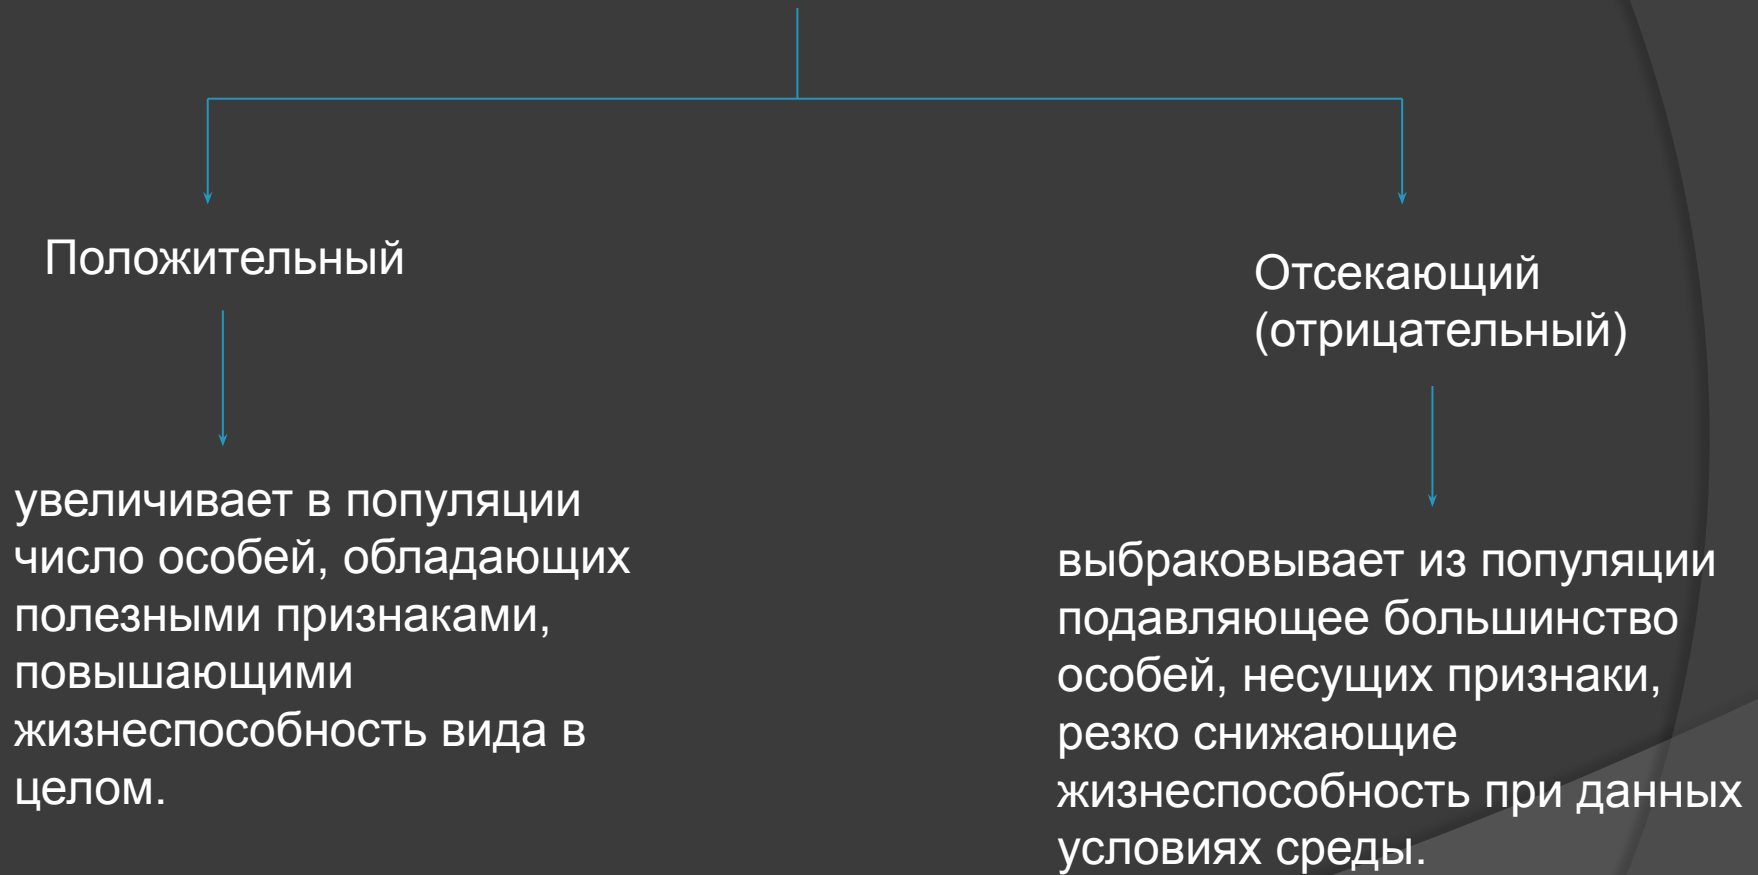 Положительный
увеличивает в популяции
число особей, обладающих
полезными признаками,
повышающими
жизнеспособность вида в
целом.
Отсекающий
(отрицательный)
выбраковывает из популяции
подавляющее большинство
особей, несущих признаки,
резко снижающие
жизнеспособность при данных
условиях среды.